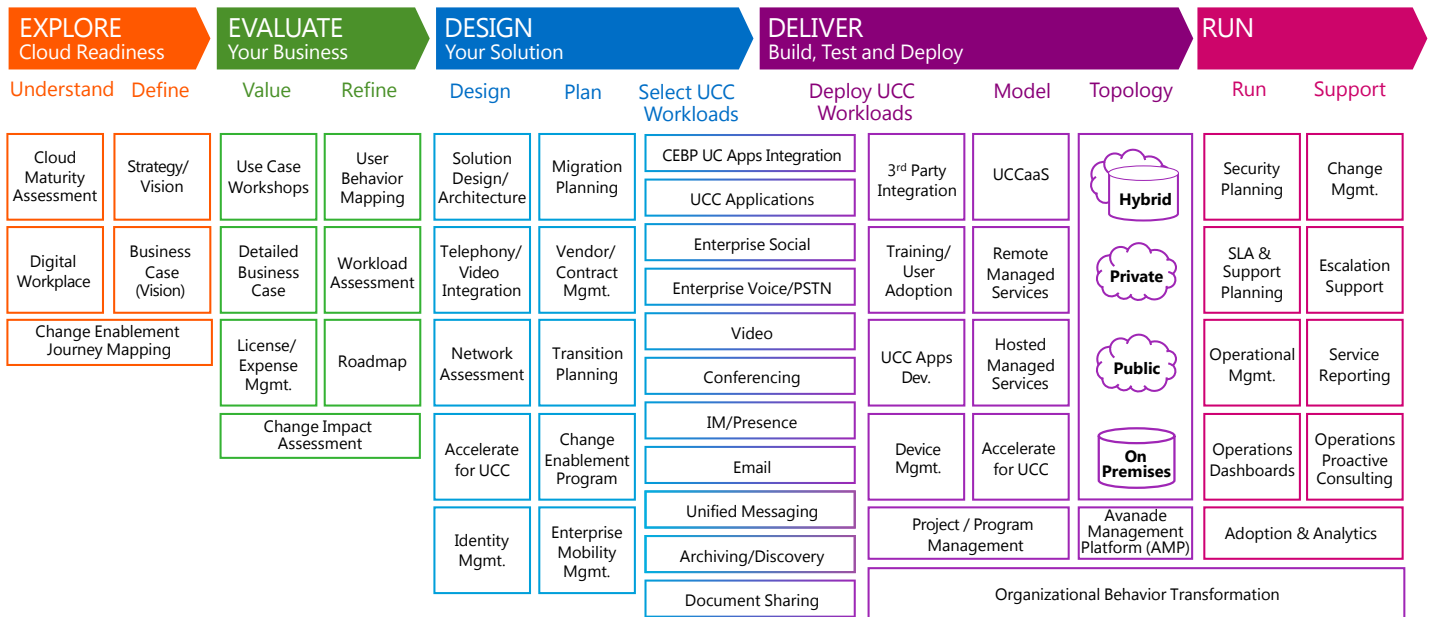 EXPLORE
Cloud Readiness
EVALUATE
Your Business
DESIGN
Your Solution
DELIVER
Build, Test and Deploy
RUN
Understand
Define
Value
Refine
Design
Plan
Select UCC
Workloads
Deploy UCC
Workloads
Model
Topology
Run
Support
Cloud
Maturity
Assessment
Strategy/
Vision
Digital
Workplace
Business
Case
(Vision)
Change Enablement
Journey Mapping
Use Case
Workshops
User
Behavior
Mapping
Detailed
Business
Case
Workload
Assessment
License/
Expense
Mgmt.
Roadmap
Change Impact
Assessment
Solution
Design/
Architecture
Migration
Planning
Telephony/
Video
Integration
Vendor/
Contract
Mgmt.
Network
Assessment
Transition
Planning
Accelerate
for UCC
Change
Enablement
Program
Identity
Mgmt.
Enterprise
Mobility
Mgmt.
CEBP UC Apps Integration
UCC Applications
Enterprise Social
Enterprise Voice/PSTN
Video
Conferencing
IM/Presence
Email
Unified Messaging
Archiving/Discovery
Document Sharing
3rd Party
Integration
UCCaaS
Training/
User
Adoption
Remote
Managed
Services
UCC Apps
Dev.
Hosted
Managed
Services
Device
Mgmt.
Accelerate
for UCC
Project / Program
Management
Hybrid
Private
Public
On
Premises
Avanade
Management
Platform (AMP)
Security
Planning
Change
Mgmt.
SLA &
Support
Planning
Escalation
Support
Operational
Mgmt.
Service
Reporting
Operations
Dashboards
Operations
Proactive
Consulting
Adoption & Analytics
Organizational Behavior Transformation